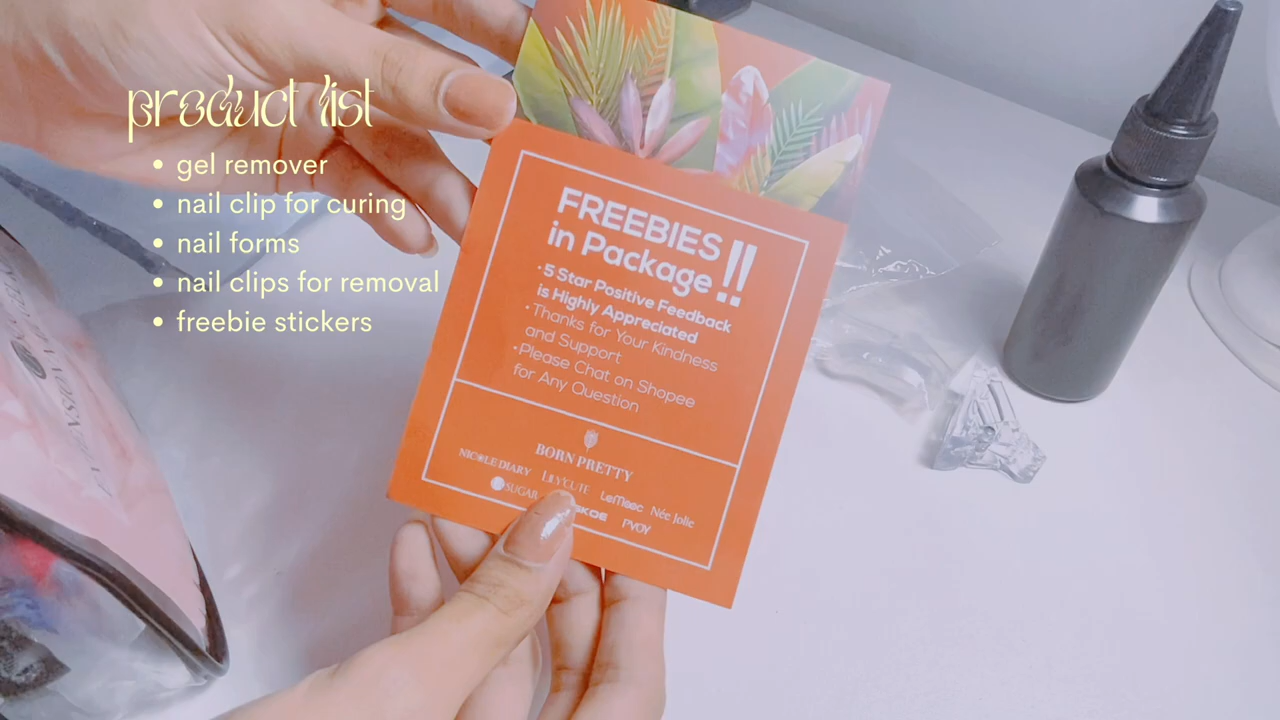 product list
• gel remover
• nail clip for curing
• nail forms
• nail clips for removal
• freebie stickers
FREEBIES
in Package !!
· 5 Star Positive Feedback
is Highly Appreciated
· Thanks for Your Kindness
and Support
· Please Chat on Shopee
for Any Question
BORN PRETTY
NICOLE DIARY LILYCUTE LeMooc Née Jolie
SUGAR PVOY